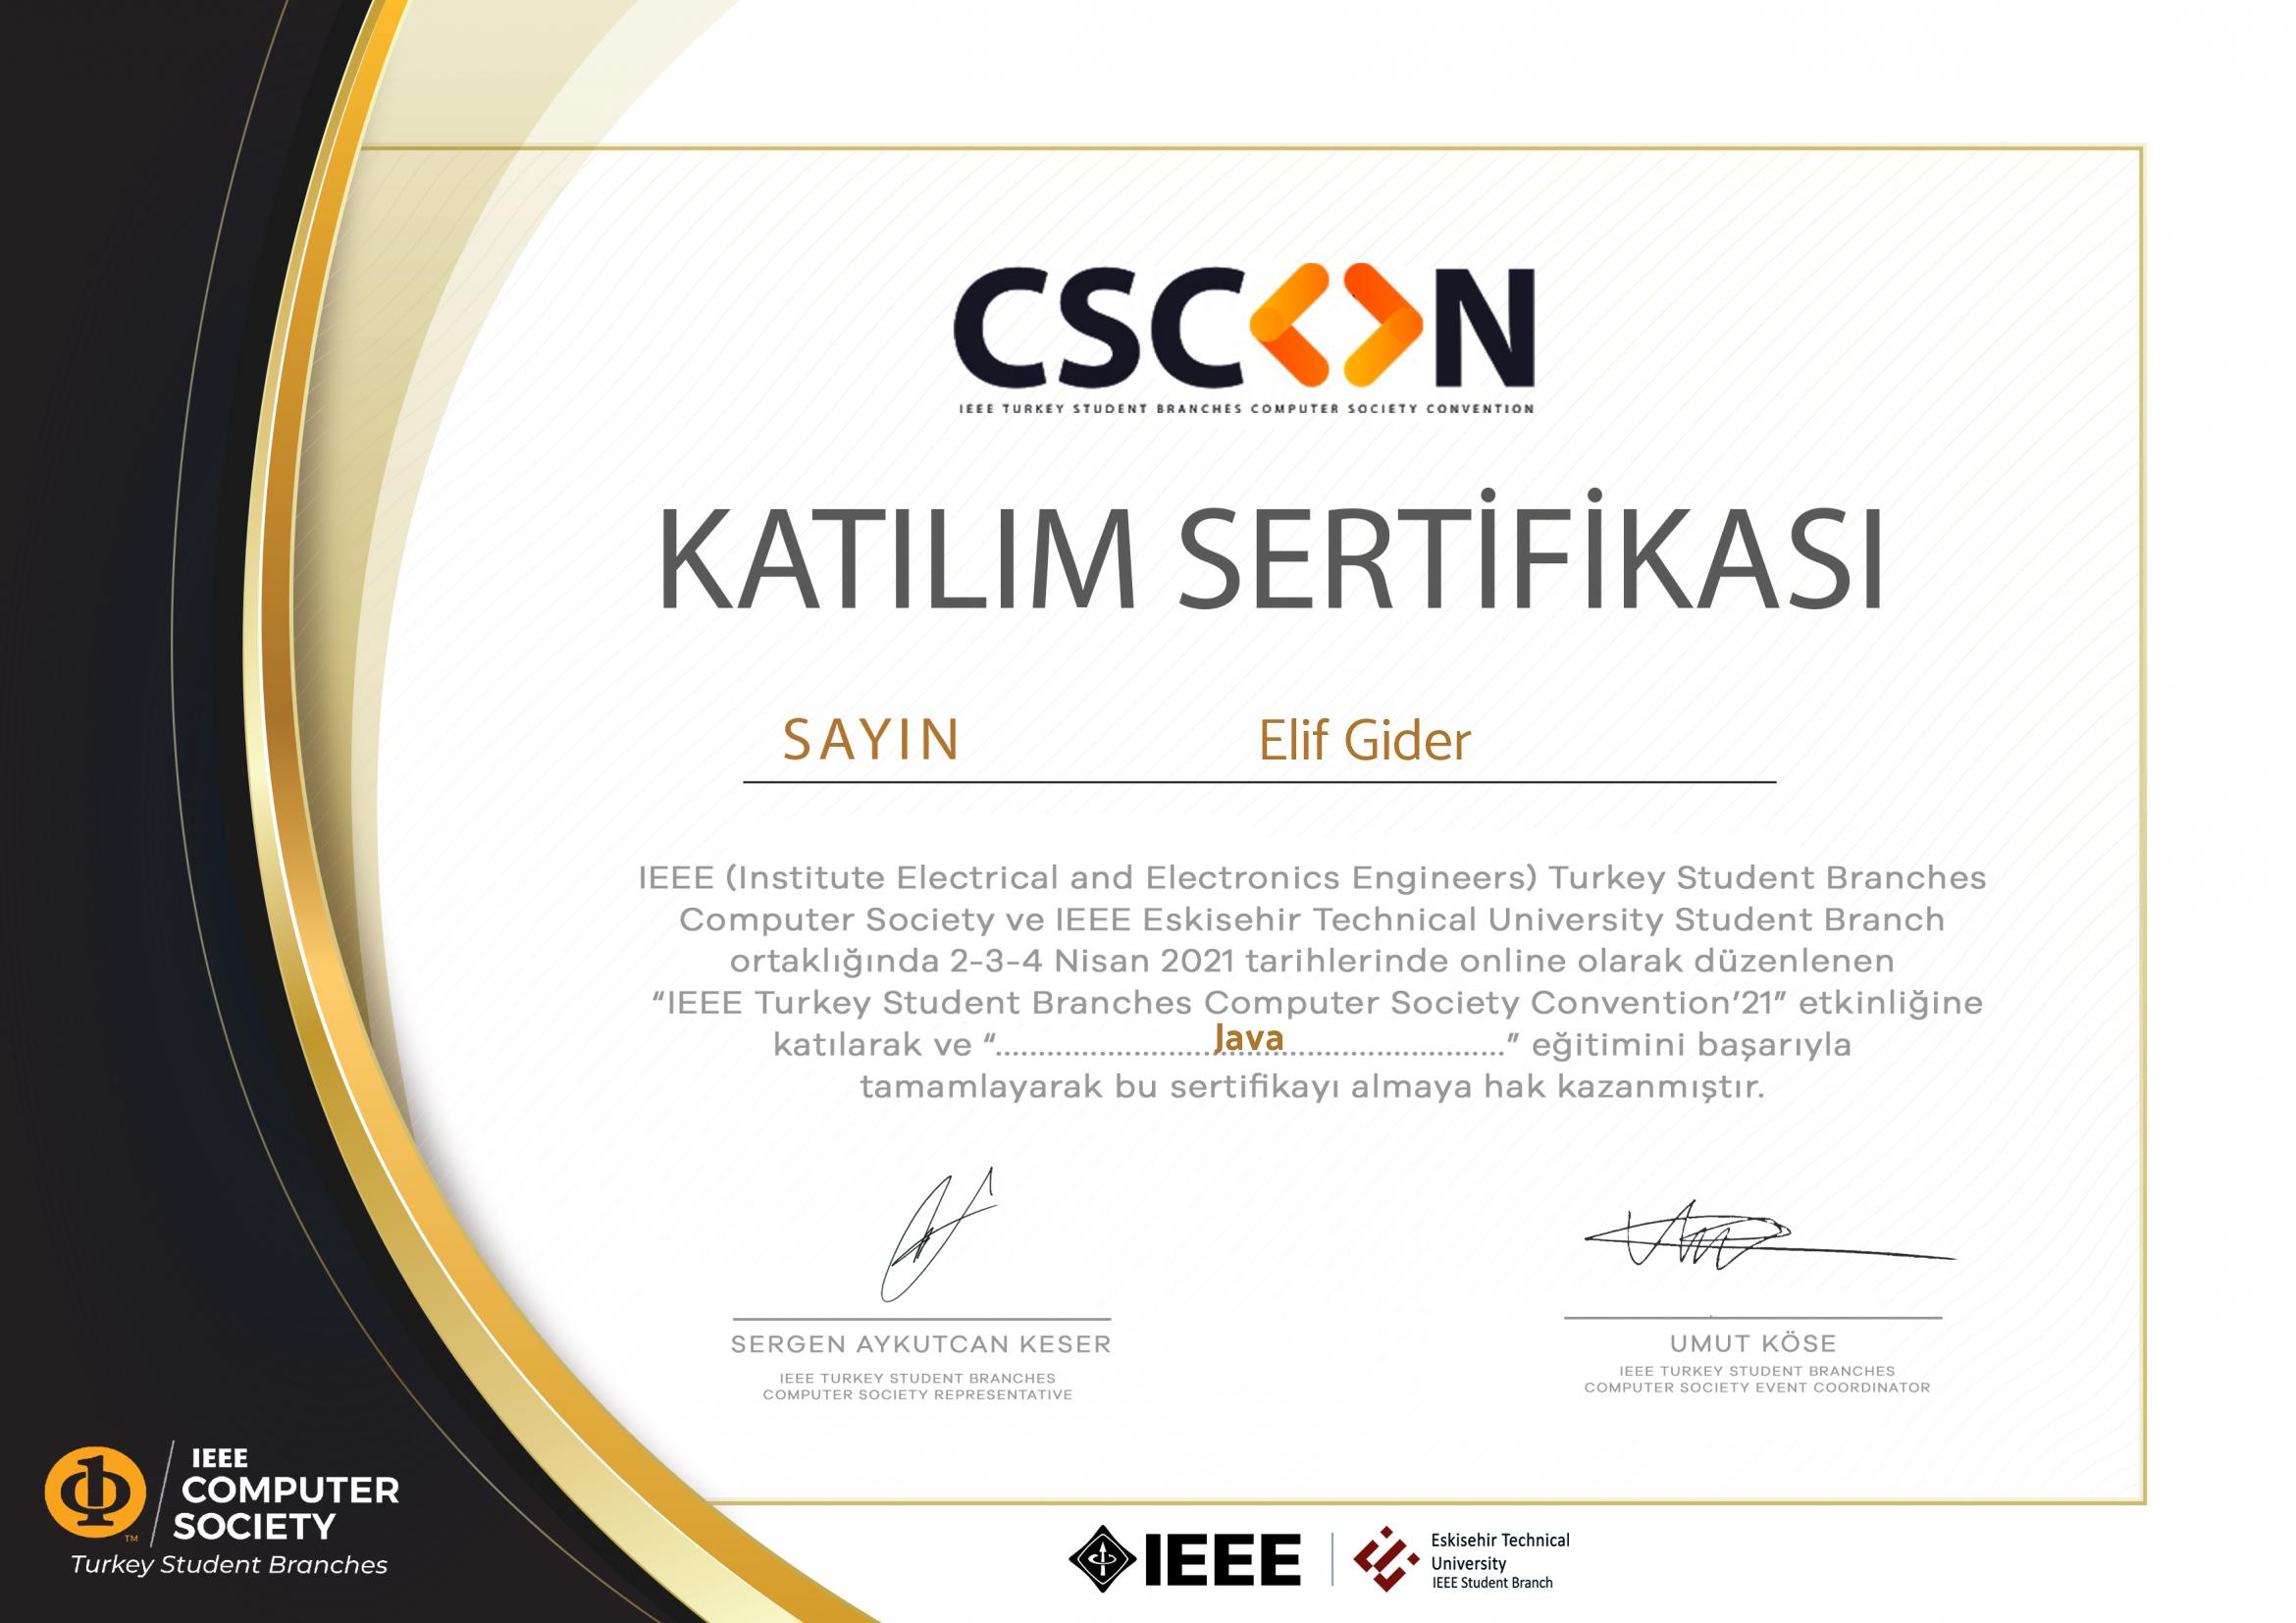 CSC<>N
IEEE TURKEY STUDENT BRANCHES COMPUTER SOCIETY CONVENTION
KATILIM SERTİFİKASI
SAYIN Elif Gider
IEEE (Institute Electrical and Electronics Engineers) Turkey Student Branches
Computer Society ve IEEE Eskisehir Technical University Student Branch
ortaklığında 2-3-4 Nisan 2021 tarihlerinde online olarak düzenlenen
“IEEE Turkey Student Branches Computer Society Convention’21” etkinliğine
katılarak ve “............Java............” eğitimini başarıyla
tamamlayarak bu sertifikayı almaya hak kazanmıştır.
SERGEN AYKUTCAN KESER
IEEE TURKEY STUDENT BRANCHES
COMPUTER SOCIETY REPRESENTATIVE
UMUT KÖSE
IEEE TURKEY STUDENT BRANCHES
COMPUTER SOCIETY EVENT COORDINATOR
IEEE
COMPUTER
SOCIETY
TM
Turkey Student Branches
IEEE
Eskisehir Technical
University
IEEE Student Branch